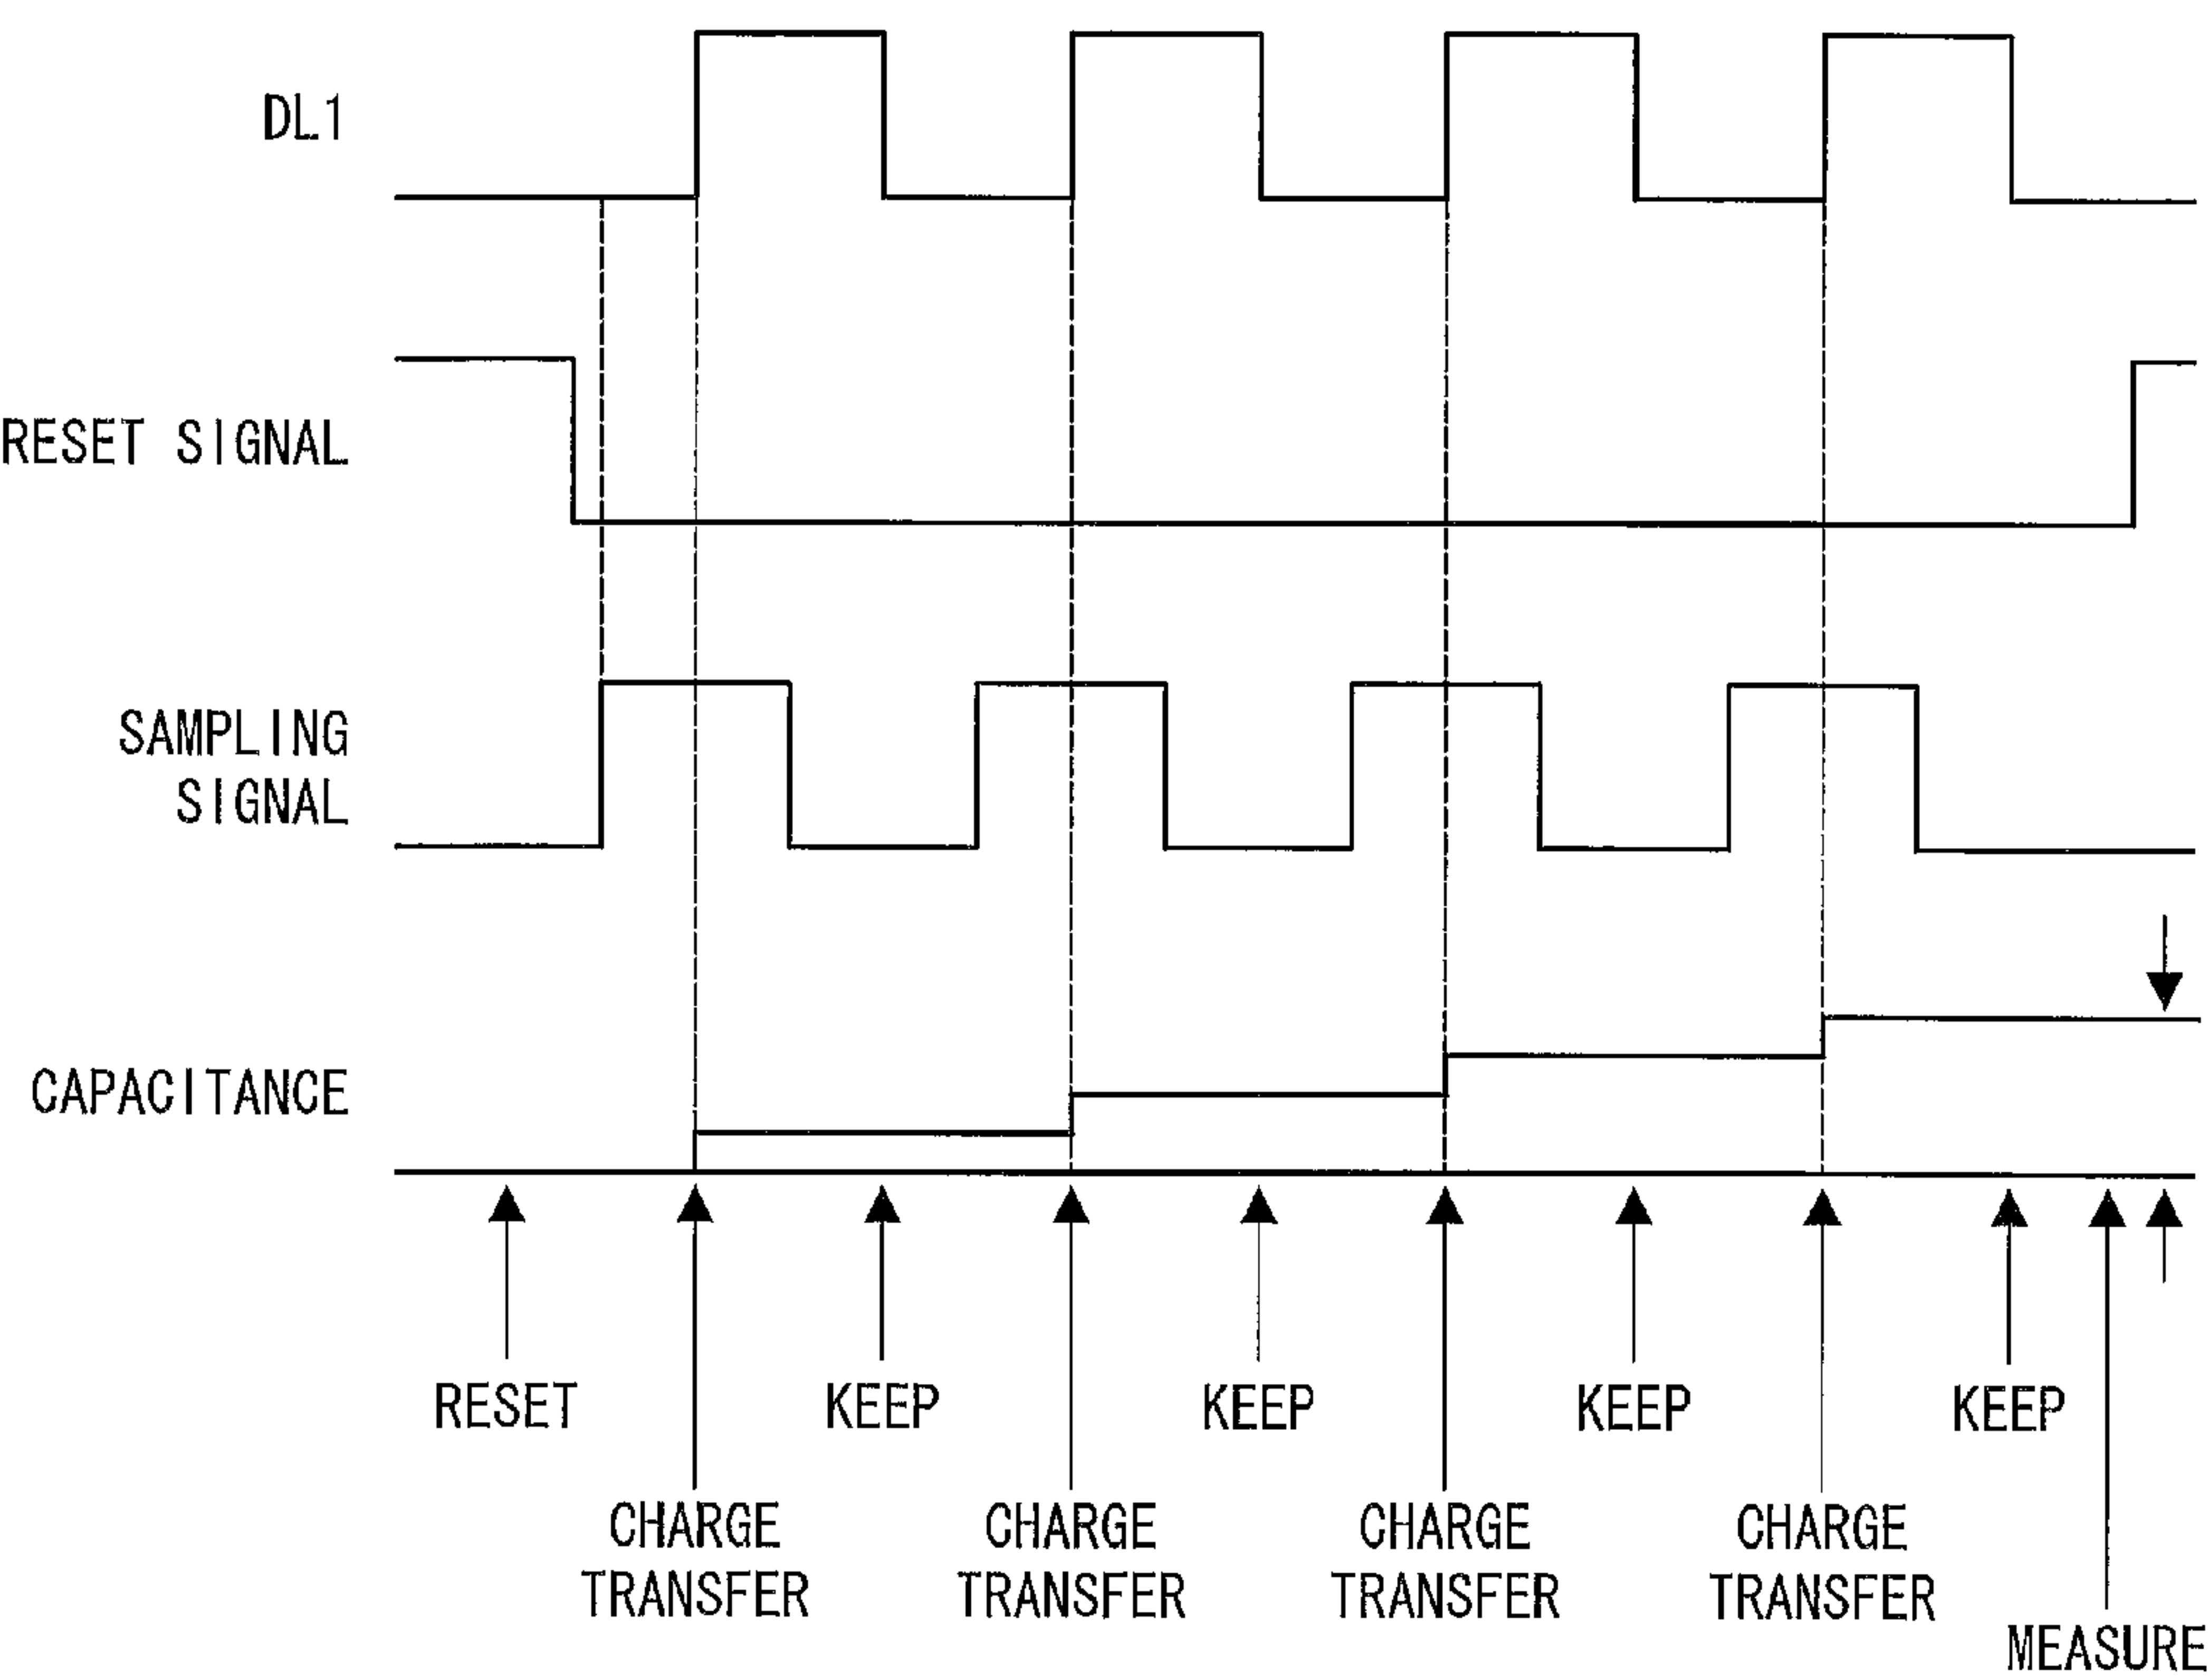 DL1
RESET SIGNAL
SAMPLING
SIGNAL
CAPACITANCE
RESET
KEEP
KEEP
KEEP
KEEP
CHARGE
TRANSFER
CHARGE
TRANSFER
CHARGE
TRANSFER
CHARGE
TRANSFER
MEASURE